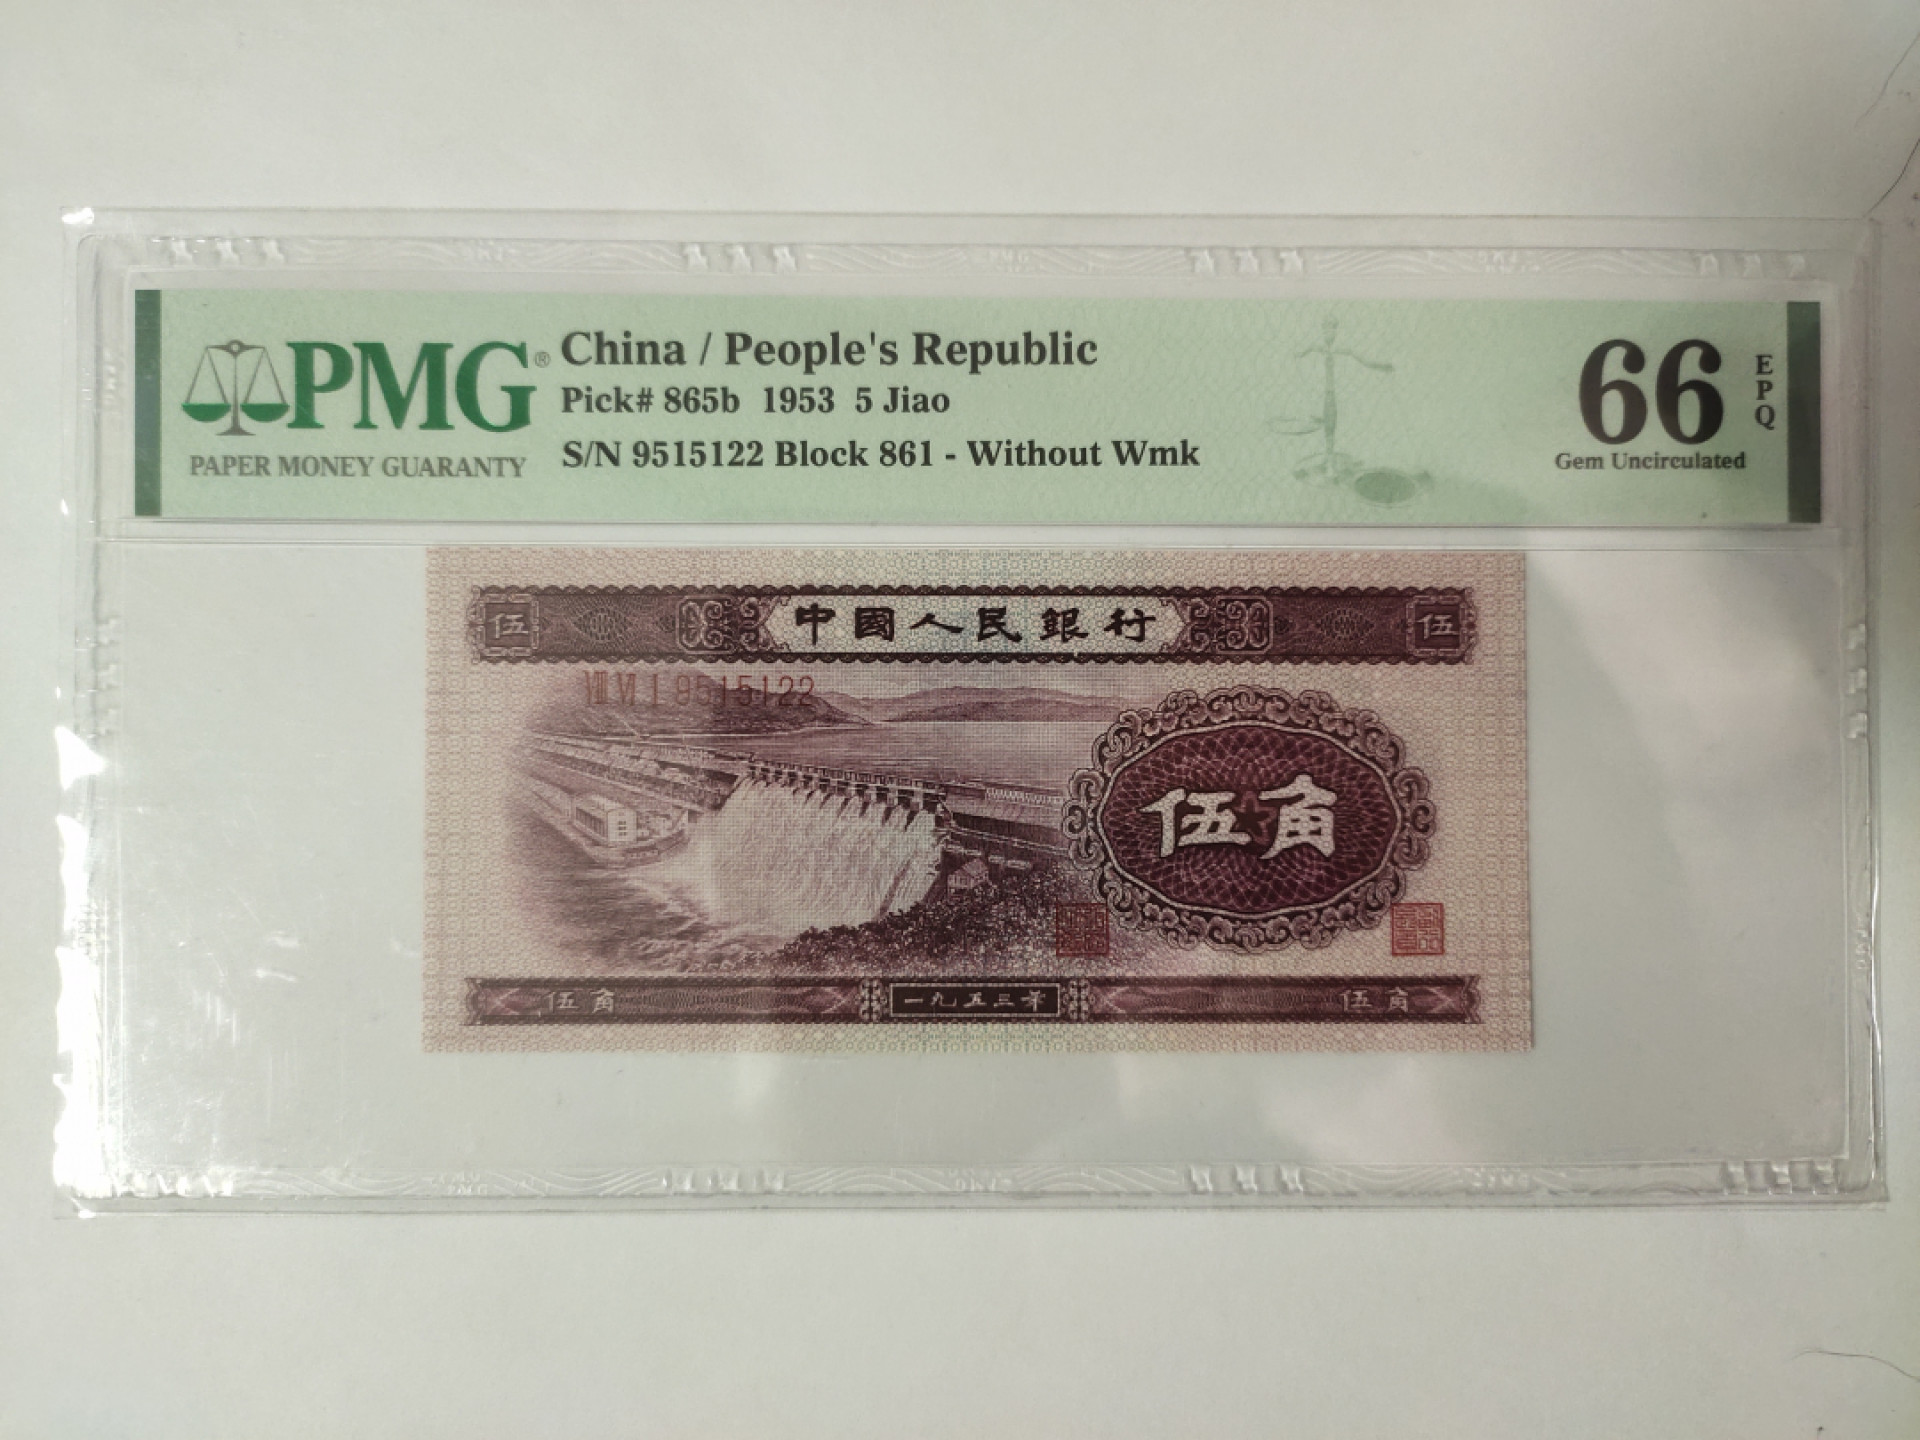 PMG®
PAPER MONEY GUARANTY
China / People's Republic
Pick# 865b 1953 5 Jiao
S/N 9515122 Block 861 - Without Wmk
66 EPQ
Gem Uncirculated
伍 中國人民銀行 伍
VIII VI I 9515122
伍角
伍角 一九五三年 伍角